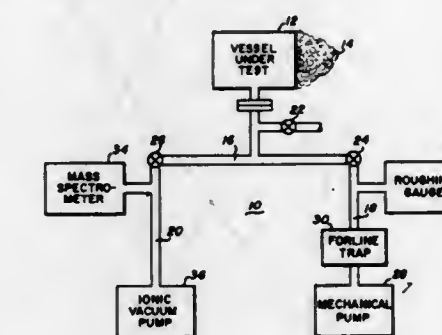 12
14
VESSEL
UNDER
TEST
22
24
34
16
MASS
SPECTRO-
METER
ROUGHING
GAUGE
18
30
20
10
FORLINE
TRAP
36
28
IONIC
VACUUM
PUMP
MECHANICAL
PUMP